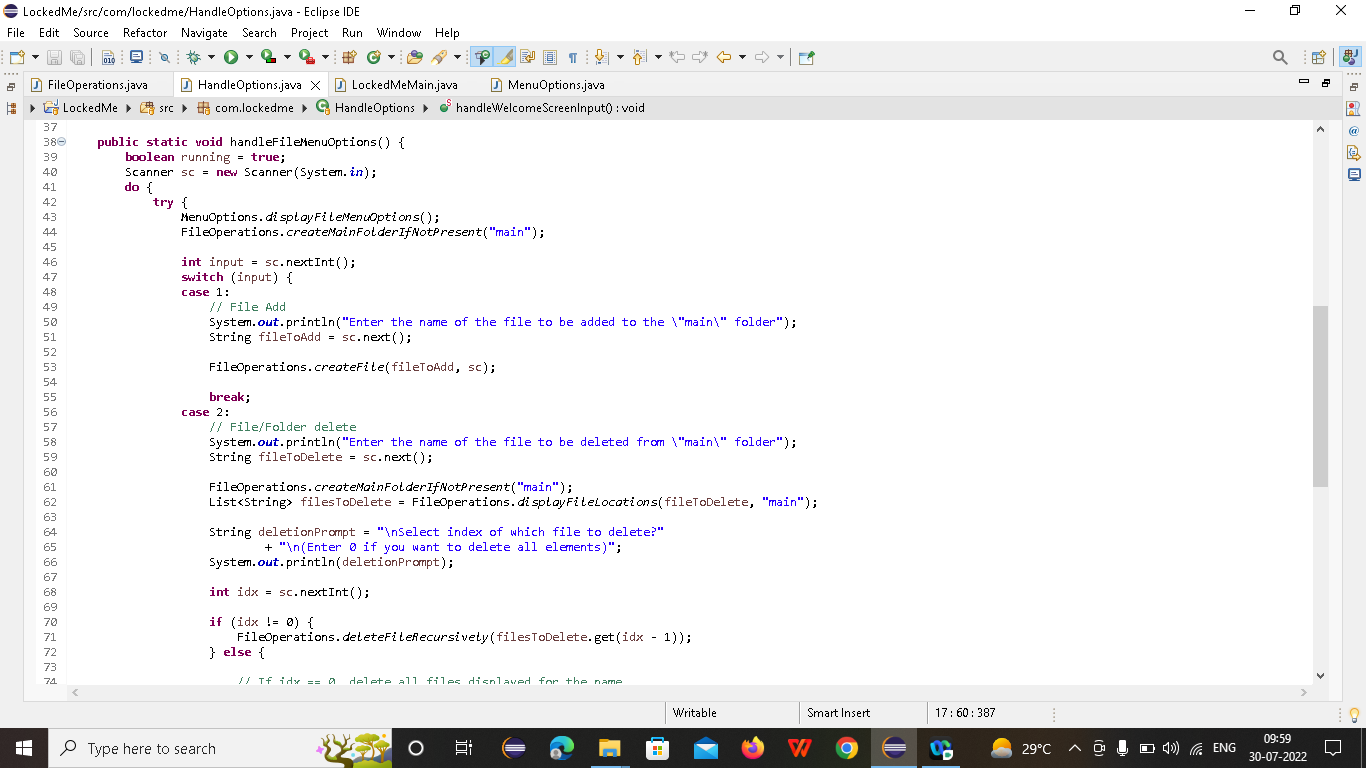 LockedMe/src/com/lockedme/HandleOptions.java - Eclipse IDE
File Edit Source Refactor Navigate Search Project Run Window Help
FileOperations.java HandleOptions.java LockedMeMain.java MenuOptions.java
LockedMe src com.lockedme HandleOptions handleWelcomeScreenInput() : void
37
38 public static void handleFileMenuOptions() {
39 boolean running = true;
40 Scanner sc = new Scanner(System.in);
41 do {
42 try {
43 MenuOptions.displayFileMenuOptions();
44 FileOperations.createMainFolderIfNotPresent("main");
45
46 int input = sc.nextInt();
47 switch (input) {
48 case 1:
49 // File Add
50 System.out.println("Enter the name of the file to be added to the \"main\" folder");
51 String fileToAdd = sc.next();
52
53 FileOperations.createFile(fileToAdd, sc);
54
55 break;
56 case 2:
57 // File/Folder delete
58 System.out.println("Enter the name of the file to be deleted from \"main\" folder");
59 String fileToDelete = sc.next();
60
61 FileOperations.createMainFolderIfNotPresent("main");
62 List<String> filesToDelete = FileOperations.displayFileLocations(fileToDelete, "main");
63
64 String deletionPrompt = "\nSelect index of which file to delete?"
65 + "\n(Enter 0 if you want to delete all elements)";
66 System.out.println(deletionPrompt);
67
68 int idx = sc.nextInt();
69
70 if (idx != 0) {
71 FileOperations.deleteFileRecursively(filesToDelete.get(idx - 1));
72 } else {
73
74 // If idx == 0, delete all files displayed for the name
Writable Smart Insert 17 : 60 : 387
Type here to search 29°C ENG 09:59
30-07-2022